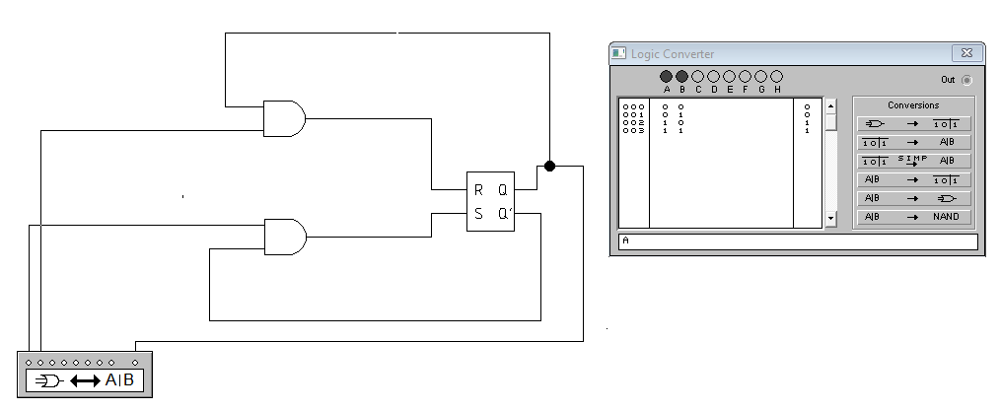 Logic Converter
A B C D E F G H
Out
000 0 0 0
001 0 1 0
002 1 0 1
003 1 1 1
A
Conversions
→ 1 0 | 1
1 0 | 1 → A|B
1 0 | 1 SIMP → A|B
A|B → 1 0 | 1
A|B →
A|B → NAND
R Q
S Q'
A|B